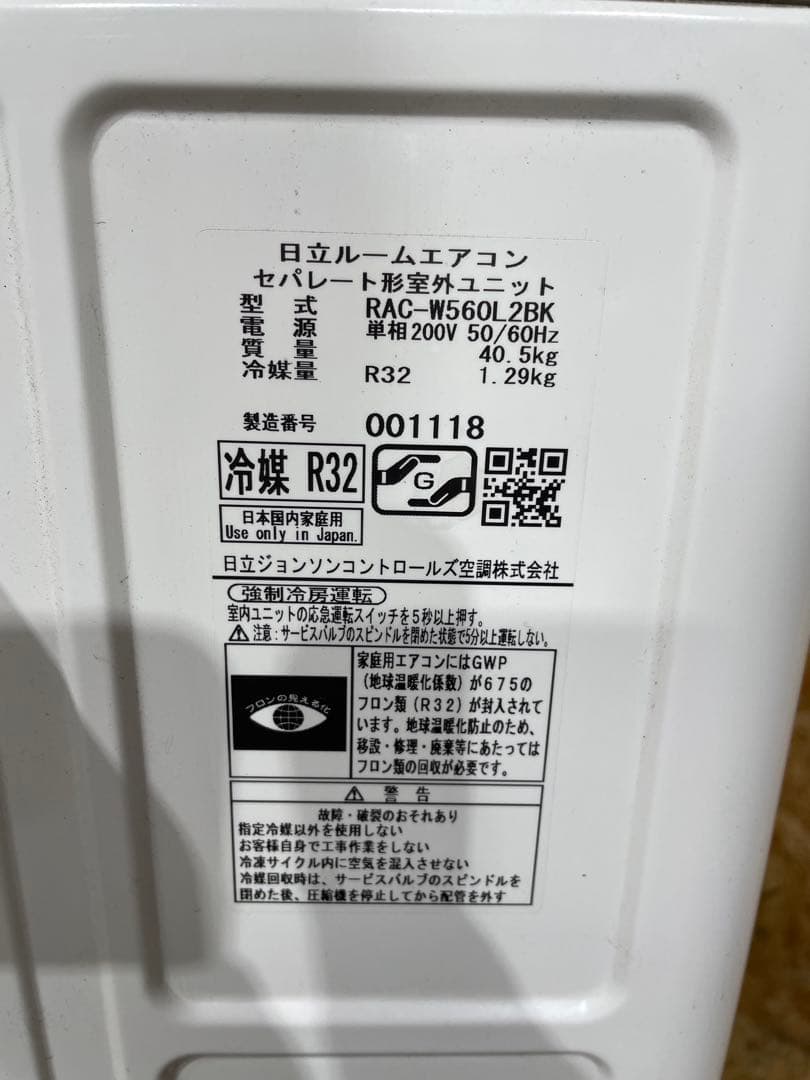 日立ルームエアコン
セパレート形室外ユニット
型式 RAC-W560L2BK
電源 単相200V 50/60Hz
質量 40.5kg
冷媒量 R32 1.29kg
製造番号 001118
冷媒 R32
G
日本国内家庭用
Use only in Japan.
日立ジョンソンコントロールズ空調株式会社
強制冷房運転
室内ユニットの応急運転スイッチを5秒以上押す。
⚠注意:サービスバルブのスピンドルを閉めた状態で5分以上運転しない。
フロンの見える化
家庭用エアコンにはGWP
(地球温暖化係数)が675の
フロン類(R32)が封入されて
います。地球温暖化防止のため、
移設・修理・廃棄等にあたっては
フロン類の回収が必要です。
⚠ 警告
故障・破裂のおそれあり
指定冷媒以外を使用しない
お客様自身で工事作業をしない
冷凍サイクル内に空気を混入させない
冷媒回収時は、サービスバルブのスピンドルを
閉めた後、圧縮機を停止してから配管を外す